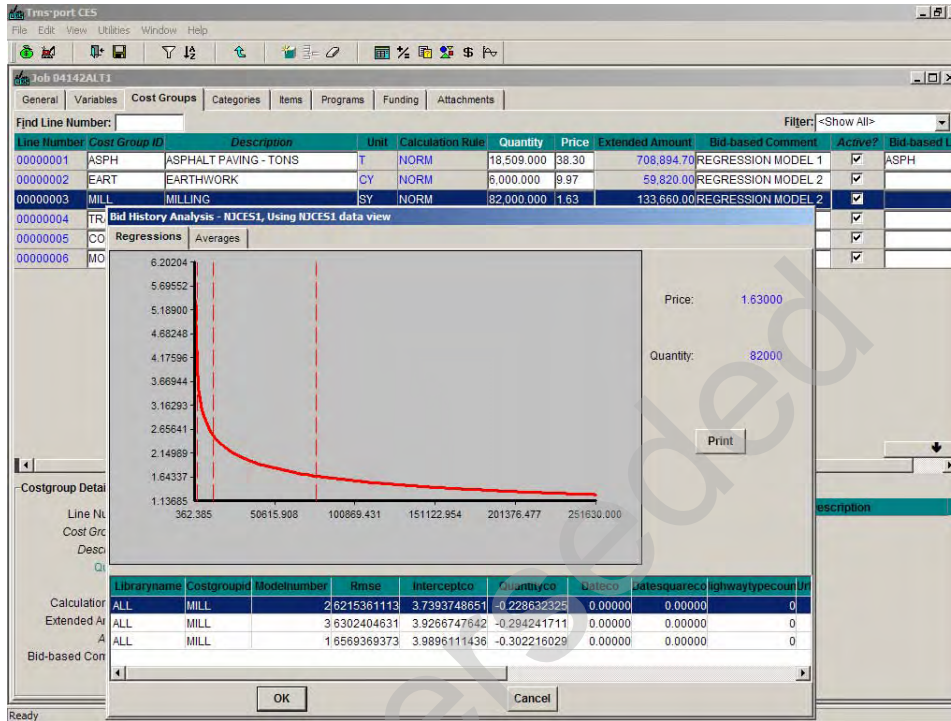 Trns•port CES
File Edit View Utilities Window Help
Job 04142ALT1
General Variables Cost Groups Categories Items Programs Funding Attachments
Find Line Number: Filter: <Show All>
Line Number Cost Group ID Description Unit Calculation Rule Quantity Price Extended Amount Bid-based Comment Active? Bid-based L
00000001 ASPH ASPHALT PAVING - TONS T NORM 18,509.000 38.30 708,894.70 REGRESSION MODEL 1 ASPH
00000002 EART EARTHWORK CY NORM 6,000.000 9.97 59,820.00 REGRESSION MODEL 2
00000003 MILL MILLING SY NORM 82,000.000 1.63 133,660.00 REGRESSION MODEL 2
00000004 TR
00000005 CO
00000006 MO
Bid History Analysis - NJCES1, Using NJCES1 data view
Regressions Averages
6.20204
5.69552
5.18900
4.68248
4.17596
3.66944
3.16293
2.65641
2.14989
1.64337
1.13685
362.385 50615.908 100869.431 151122.954 201376.477 251630.000
Price: 1.63000
Quantity: 82000
Print
Costgroup Detai
Line Nu
Cost Gro
Descr
Qu
Calculation
Extended Am
A
Bid-based Com
escription
Libraryname Costgroupid Modelnumber Rmse Interceptco Quantityco Dateco Datesquareco ighwaytypecoun Url
ALL MILL 2 6215361113 3.7393748651 -0.228632325 0.00000 0.00000 0
ALL MILL 3 6302404631 3.9266747642 -0.294241711 0.00000 0.00000 0
ALL MILL 1 6569369373 3.9896111436 -0.302216029 0.00000 0.00000 0
OK Cancel
Ready
erseded